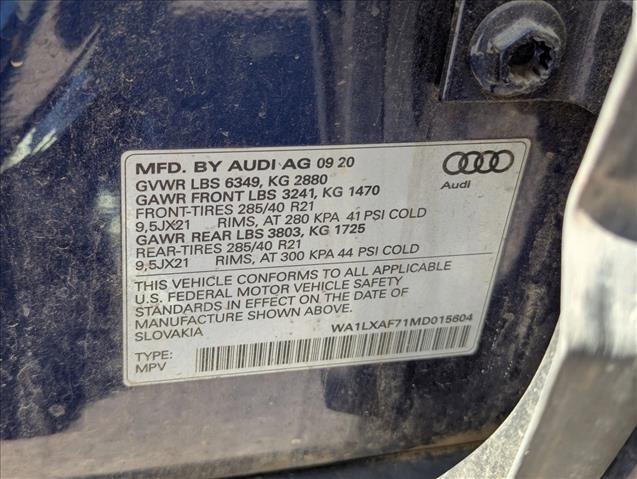 MFD. BY AUDI AG 09 20
GVWR LBS 6349, KG 2880
GAWR FRONT LBS 3241, KG 1470
FRONT-TIRES 285/40 R21
9,5JX21 RIMS, AT 280 KPA 41 PSI COLD
GAWR REAR LBS 3803, KG 1725
REAR-TIRES 285/40 R21
9,5JX21 RIMS, AT 300 KPA 44 PSI COLD
Audi
THIS VEHICLE CONFORMS TO ALL APPLICABLE
U.S. FEDERAL MOTOR VEHICLE SAFETY
STANDARDS IN EFFECT ON THE DATE OF
MANUFACTURE SHOWN ABOVE.
SLOVAKIA
WA1LXAF71MD015604
TYPE:
MPV